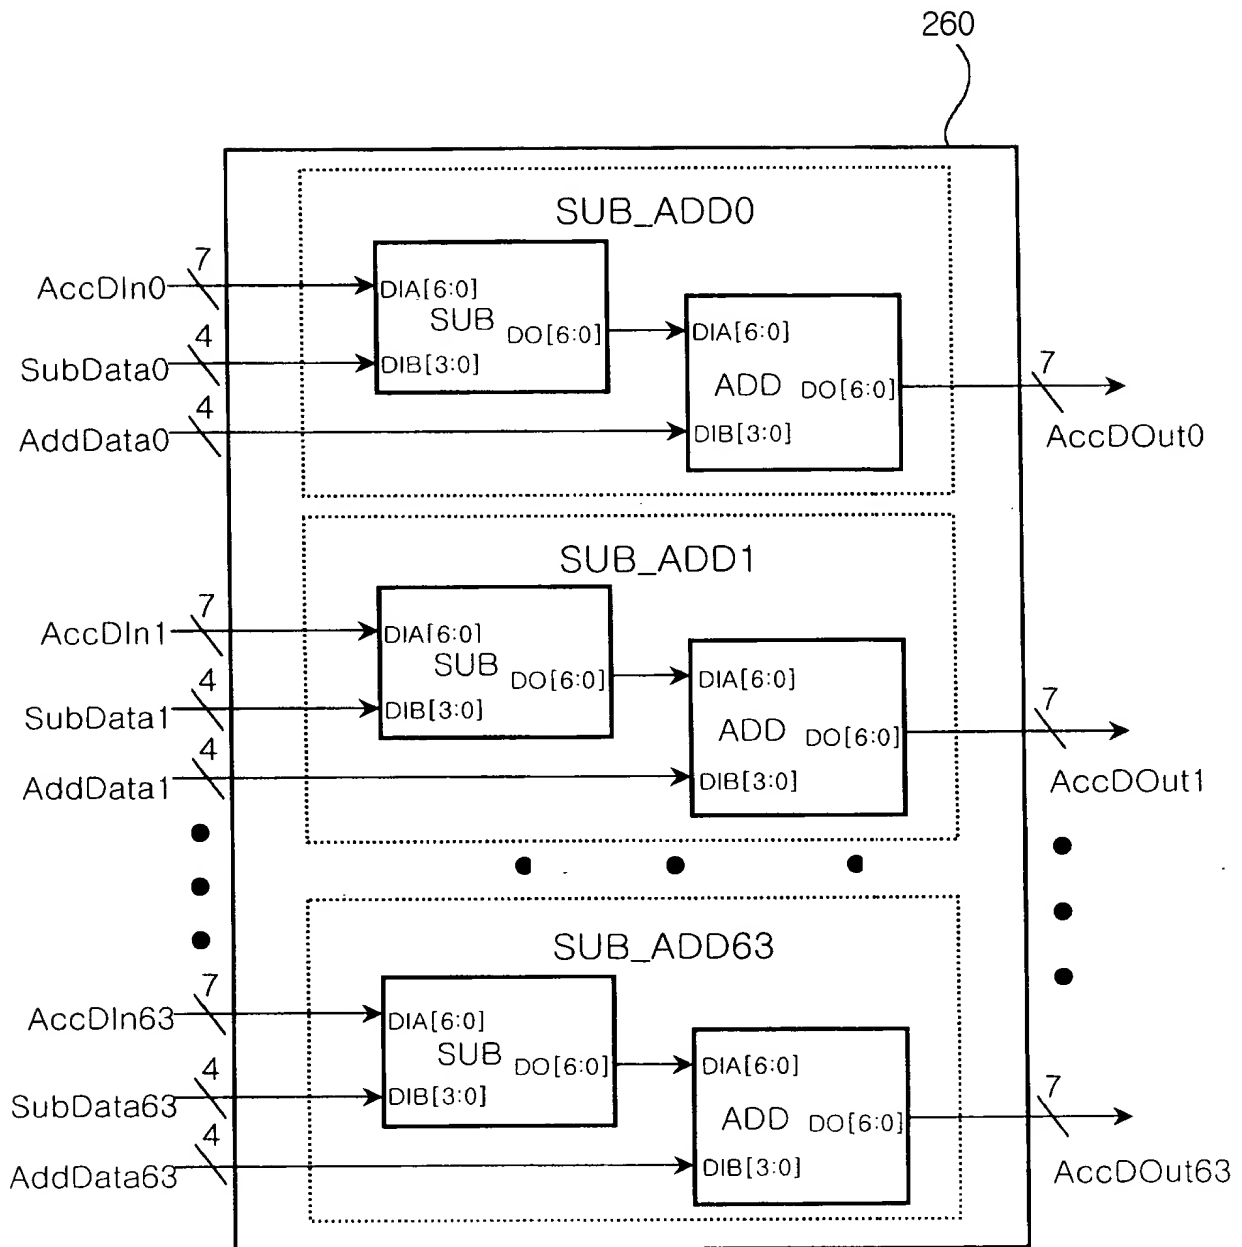 260
SUB_ADD0
7
AccDIn0
DIA[6:0]
SUB
DO[6:0]
4
SubData0
DIB[3:0]
4
AddData0
DIA[6:0]
ADD
DO[6:0]
DIB[3:0]
7
AccDOut0
SUB_ADD1
7
AccDIn1
DIA[6:0]
SUB
DO[6:0]
4
SubData1
DIB[3:0]
4
AddData1
DIA[6:0]
ADD
DO[6:0]
DIB[3:0]
7
AccDOut1
SUB_ADD63
7
AccDIn63
DIA[6:0]
SUB
DO[6:0]
4
SubData63
DIB[3:0]
4
AddData63
DIA[6:0]
ADD
DO[6:0]
DIB[3:0]
7
AccDOut63